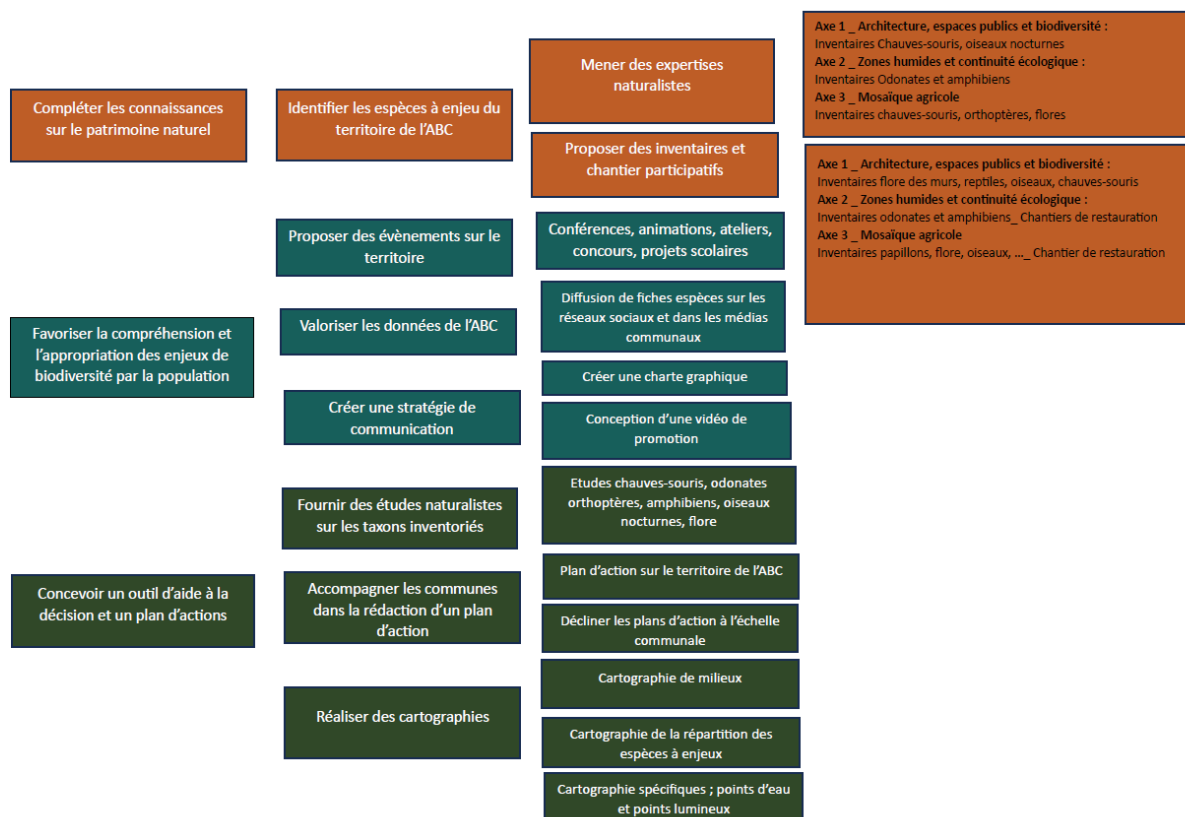 Compléter les connaissances
sur le patrimoine naturel
Identifier les espèces à enjeu du
territoire de l'ABC
Mener des expertises
naturalistes
Axe 1 _ Architecture, espaces publics et biodiversité :
Inventaires Chauves-souris, oiseaux nocturnes
Axe 2 _ Zones humides et continuité écologique :
Inventaires Odonates et amphibiens
Axe 3 _ Mosaïque agricole
Inventaires chauves-souris, orthoptères, flores
Proposer des inventaires et
chantier participatifs
Axe 1 _ Architecture, espaces publics et biodiversité :
Inventaires flore des murs, reptiles, oiseaux, chauves-souris
Axe 2 _ Zones humides et continuité écologique :
Inventaires odonates et amphibiens_ Chantiers de restauration
Axe 3 _ Mosaïque agricole
Inventaires papillons, flore, oiseaux, ..._ Chantier de restauration
Favoriser la compréhension et
l'appropriation des enjeux de
biodiversité par la population
Proposer des évènements sur le
territoire
Conférences, animations, ateliers,
concours, projets scolaires
Valoriser les données de l'ABC
Diffusion de fiches espèces sur les
réseaux sociaux et dans les médias
communaux
Créer une stratégie de
communication
Créer une charte graphique
Conception d'une vidéo de
promotion
Concevoir un outil d'aide à la
décision et un plan d'actions
Fournir des études naturalistes
sur les taxons inventoriés
Etudes chauves-souris, odonates
orthoptères, amphibiens, oiseaux
nocturnes, flore
Accompagner les communes
dans la rédaction d'un plan
d'action
Plan d'action sur le territoire de l'ABC
Décliner les plans d'action à l'échelle
communale
Réaliser des cartographies
Cartographie de milieux
Cartographie de la répartition des
espèces à enjeux
Cartographie spécifiques ; points d'eau
et points lumineux